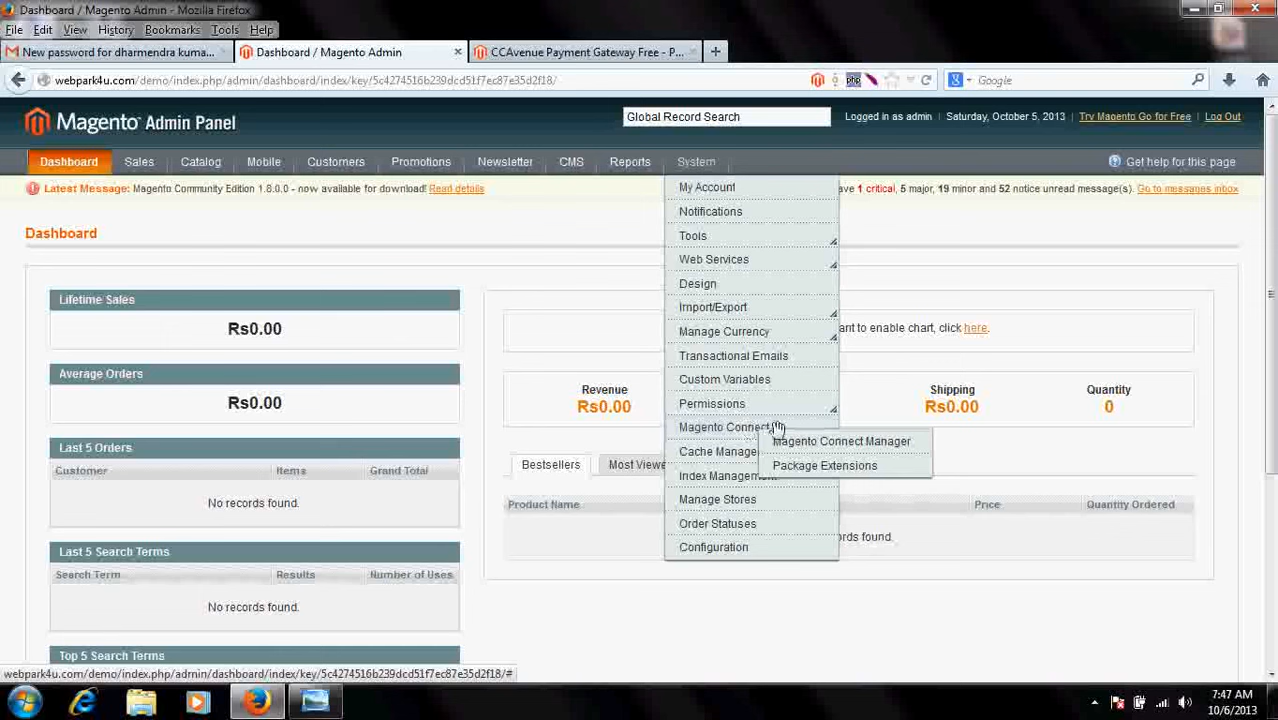 Dashboard / Magento Admin - Mozilla Firefox
File Edit View History Bookmarks Tools Help
New password for dharmendra kuma...
Dashboard / Magento Admin
CCAvenue Payment Gateway Free - P...
webpark4u.com/demo/index.php/admin/dashboard/index/key/5c4274516b239dcd51f7ec87e35d2f18/
Google
Magento Admin Panel
Global Record Search
Logged in as admin
Saturday, October 5, 2013
Try Magento Go for Free
Log Out
Dashboard Sales Catalog Mobile Customers Promotions Newsletter CMS Reports System
Get help for this page
Latest Message: Magento Community Edition 1.8.0.0 - now available for download! Read details
ave 1 critical, 5 major, 19 minor and 52 notice unread message(s). Go to messages inbox
My Account
Notifications
Tools
Web Services
Design
Import/Export
Manage Currency
Transactional Emails
Custom Variables
Permissions
Magento Connect
Cache Manage
Index Management
Manage Stores
Order Statuses
Configuration
Magento Connect Manager
Package Extensions
Dashboard
Lifetime Sales
Rs0.00
Average Orders
Rs0.00
Last 5 Orders
Customer Items Grand Total
No records found.
Last 5 Search Terms
Search Term Results Number of Uses
No records found.
Top 5 Search Terms
ant to enable chart, click here.
Revenue
Rs0.00
Shipping
Rs0.00
Quantity
0
Bestsellers
Most Viewe
Product Name Price Quantity Ordered
ords found.
webpark4u.com/demo/index.php/admin/dashboard/index/key/5c4274516b239dcd51f7ec87e35d2f18/#
7:47 AM
10/6/2013